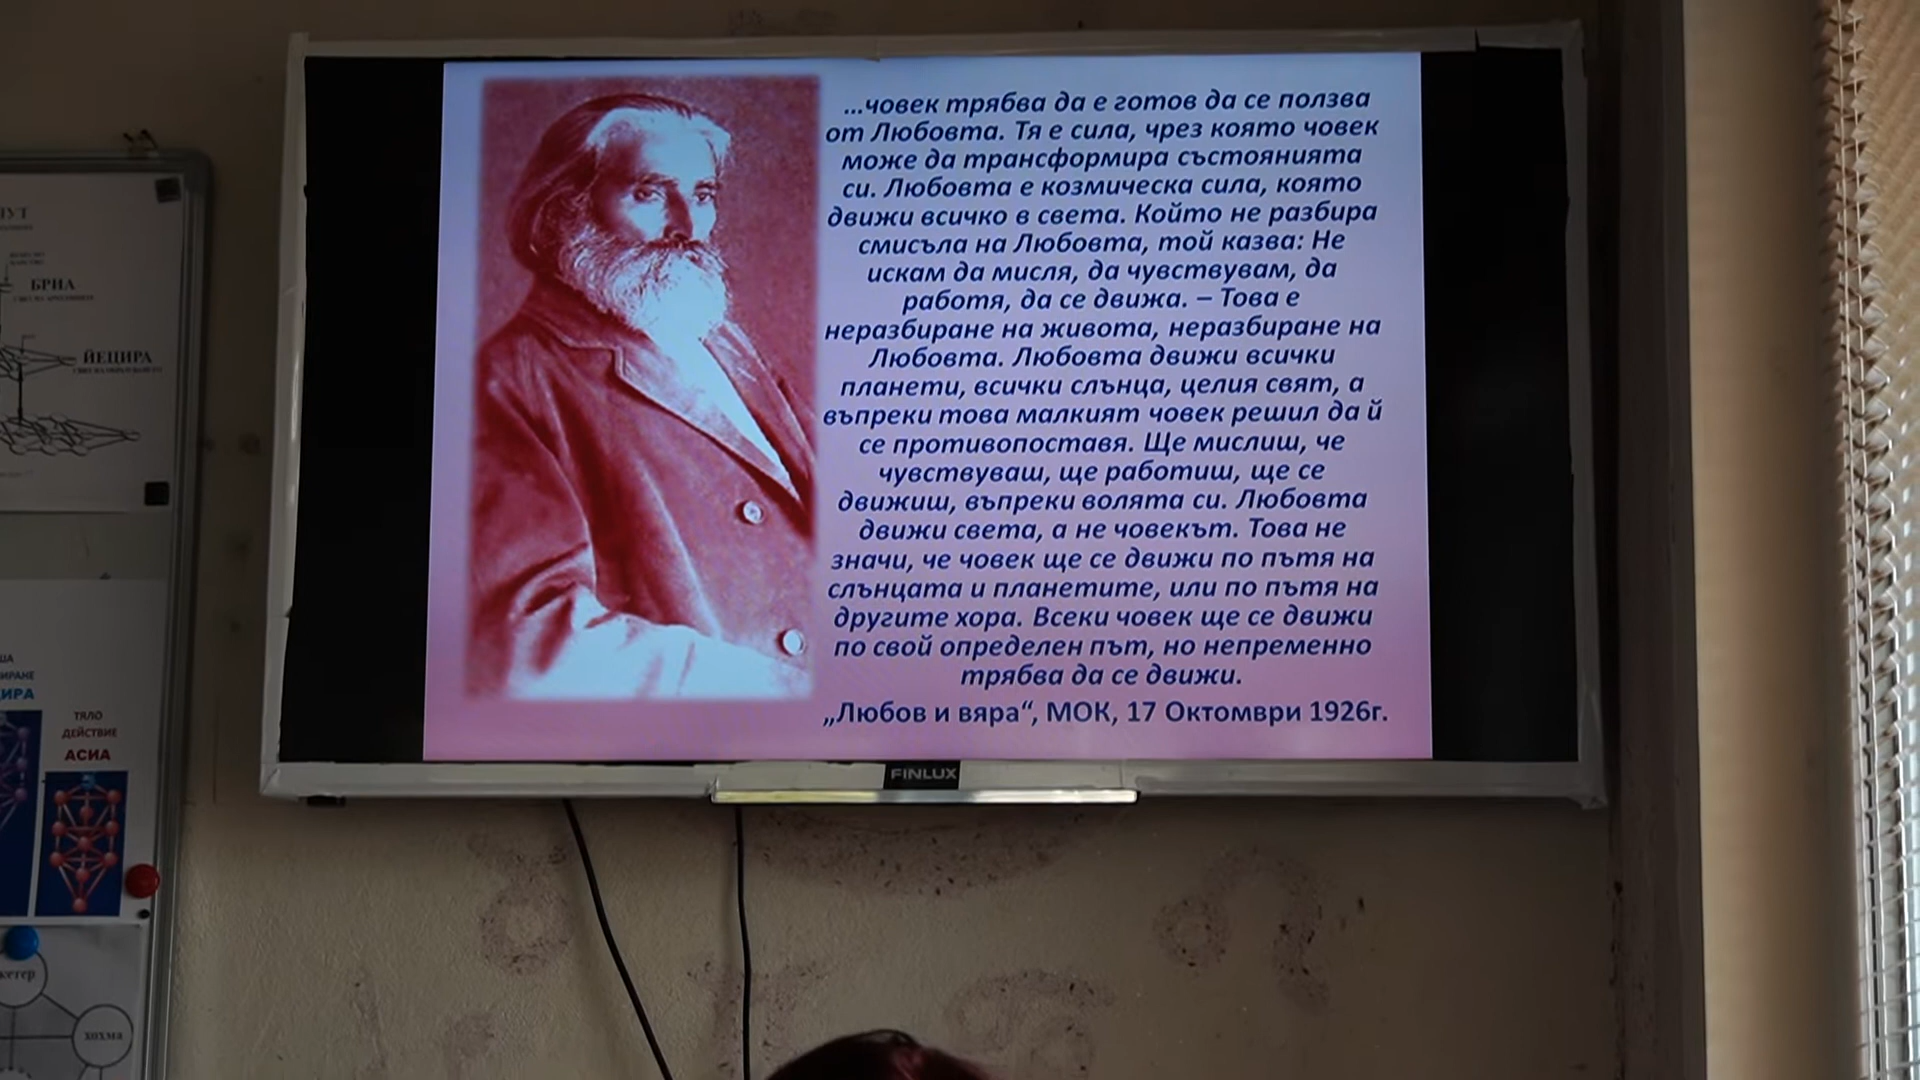 ...човек трябва да е готов да се ползва
от Любовта. Тя е сила, чрез която човек
може да трансформира състоянията
си. Любовта е козмическа сила, която
движи всичко в света. Който не разбира
смисъла на Любовта, той казва: Не
искам да мисля, да чувствувам, да
работя, да се движа. – Това е
неразбиране на живота, неразбиране на
Любовта. Любовта движи всички
планети, всички слънца, целия свят, а
въпреки това малкият човек решил да й
се противопоставя. Ще мислиш, че
чувствуваш, ще работиш, ще се
движиш, въпреки волята си. Любовта
движи света, а не човекът. Това не
значи, че човек ще се движи по пътя на
слънцата и планетите, или по пътя на
другите хора. Всеки човек ще се движи
по свой определен път, но непременно
трябва да се движи.
„Любов и вяра“, МОК, 17 Октомври 1926г.
FINLUX
БРИА
ЙЕЦИРА
ТЯЛО
ДЕЙСТВИЕ
АСИА
хохма